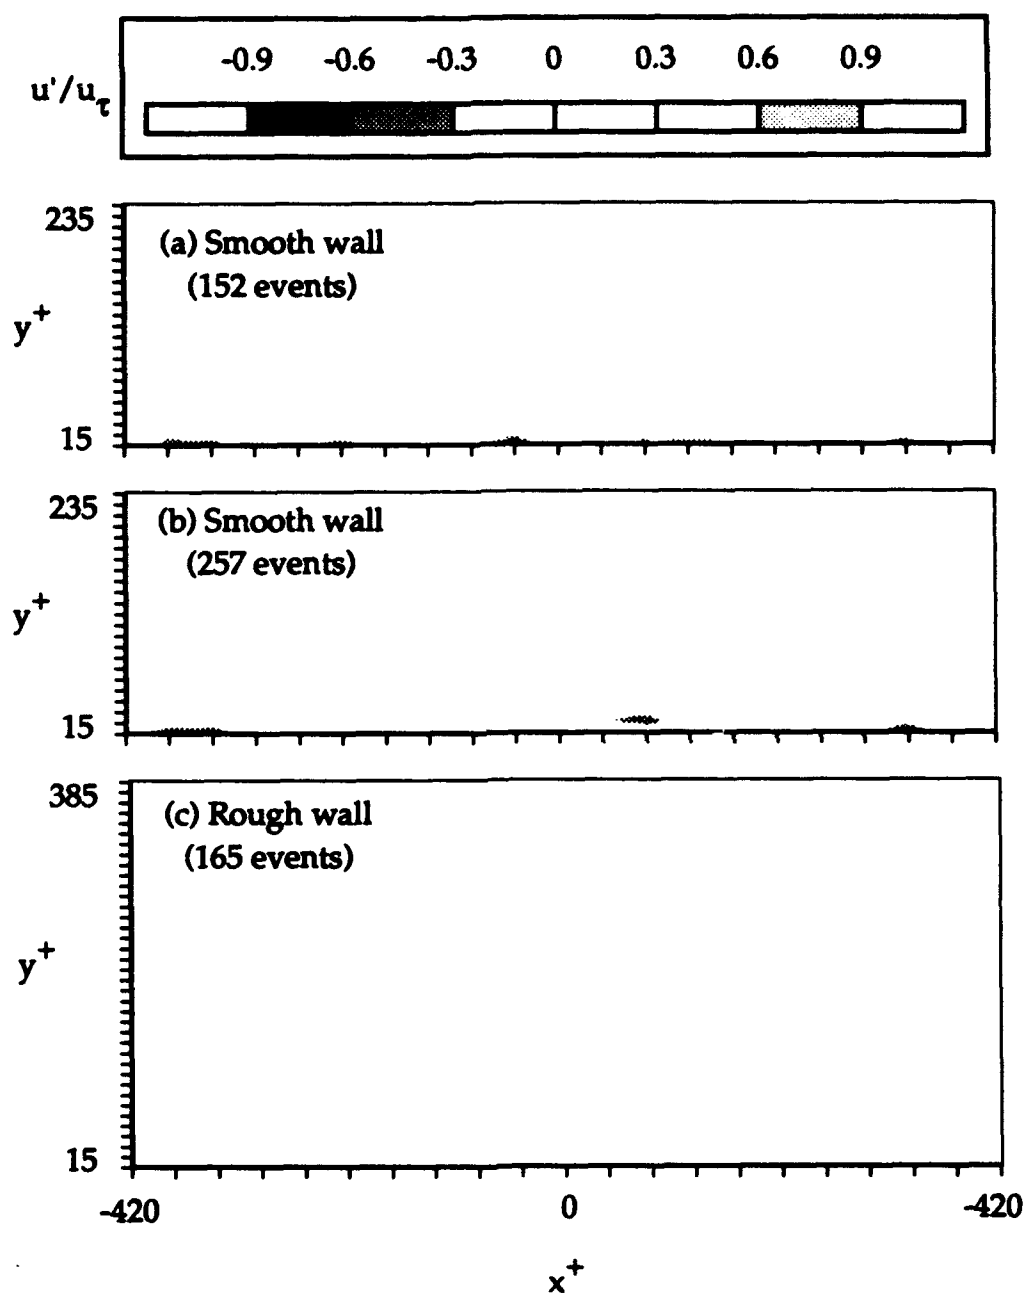 -0.9 -0.6 -0.3 0 0.3 0.6 0.9
u'/uτ
235
(a) Smooth wall
(152 events)
y+
15
235
(b) Smooth wall
(257 events)
y+
15
385
(c) Rough wall
(165 events)
y+
15
-420 0 -420
x+